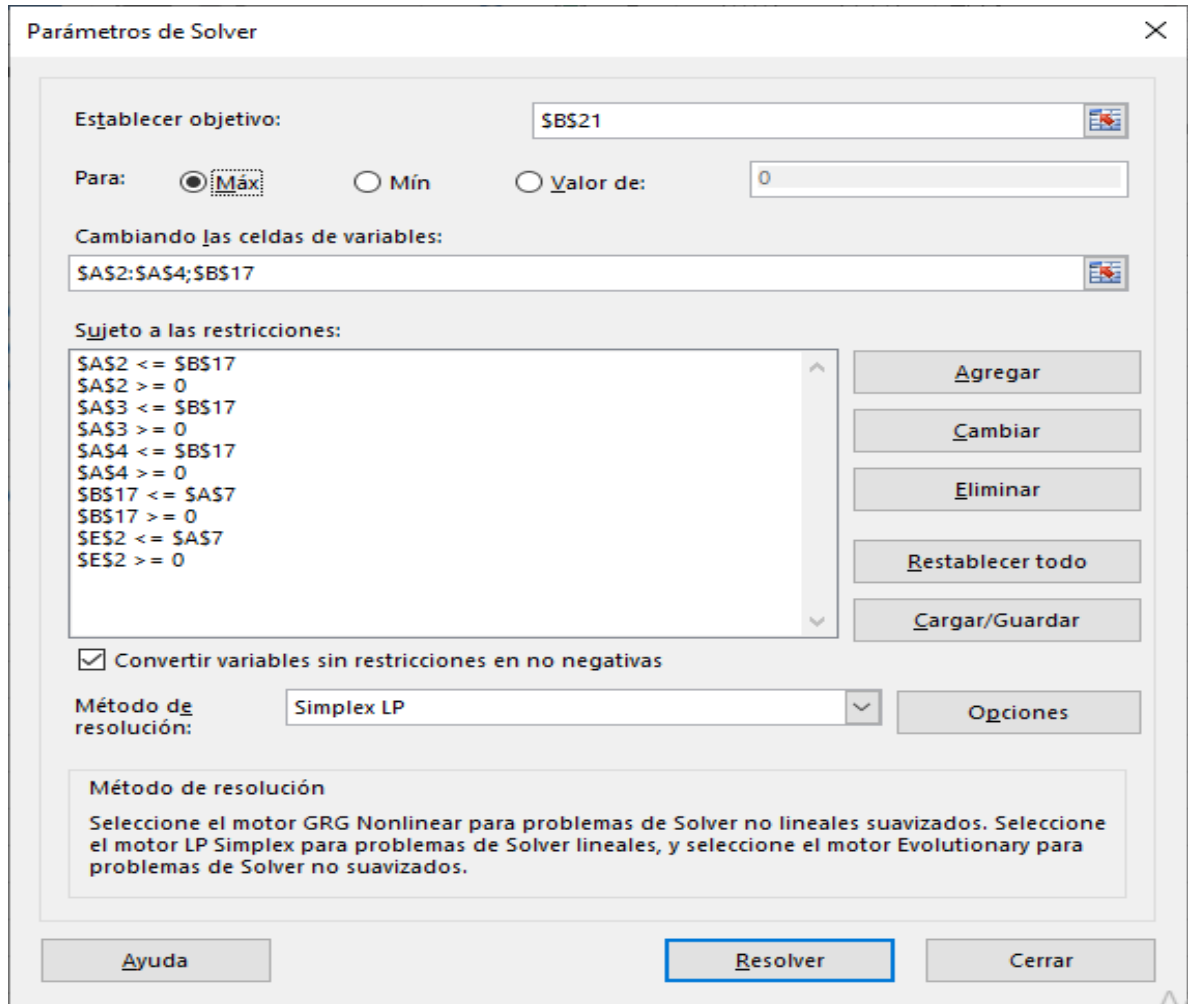 Parámetros de Solver
Establecer objetivo:
$B$21
Para:
Máx
Mín
Valor de:
0
Cambiando las celdas de variables:
$A$2:$A$4;$B$17
Sujeto a las restricciones:
$A$2 <= $B$17
$A$2 >= 0
$A$3 <= $B$17
$A$3 >= 0
$A$4 <= $B$17
$A$4 >= 0
$B$17 <= $A$7
$B$17 >= 0
$E$2 <= $A$7
$E$2 >= 0
Agregar
Cambiar
Eliminar
Restablecer todo
Cargar/Guardar
Convertir variables sin restricciones en no negativas
Método de
resolución:
Simplex LP
Opciones
Método de resolución
Seleccione el motor GRG Nonlinear para problemas de Solver no lineales suavizados. Seleccione
el motor LP Simplex para problemas de Solver lineales, y seleccione el motor Evolutionary para
problemas de Solver no suavizados.
Ayuda
Resolver
Cerrar